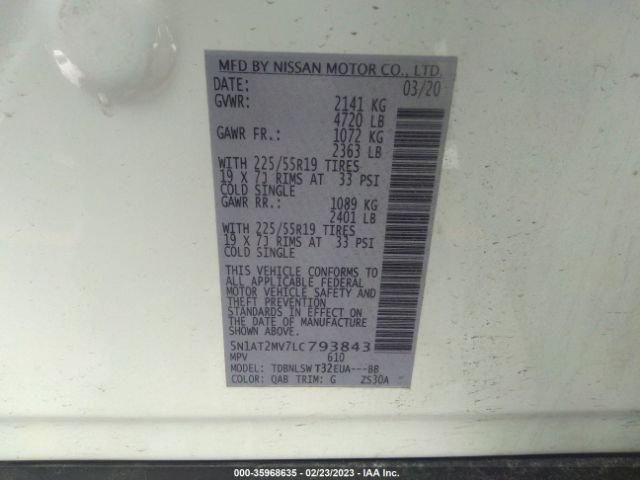 MFD BY NISSAN MOTOR CO., LTD.
DATE: 03/20
GVWR: 2141 KG
4720 LB
GAWR FR.: 1072 KG
2363 LB
WITH 225/55R19 TIRES
19 X 7J RIMS AT 33 PSI
COLD SINGLE
GAWR RR.: 1089 KG
2401 LB
WITH 225/55R19 TIRES
19 X 7J RIMS AT 33 PSI
COLD SINGLE
THIS VEHICLE CONFORMS TO
ALL APPLICABLE FEDERAL
MOTOR VEHICLE SAFETY AND
THEFT PREVENTION
STANDARDS IN EFFECT ON
THE DATE OF MANUFACTURE
SHOWN ABOVE.
5N1AT2MV7LC793843
MPV 610
MODEL: TDBNLSW T32EUA---BB
COLOR: QAB TRIM: G ZS30A
000-35968635 - 02/23/2023 - IAA Inc.